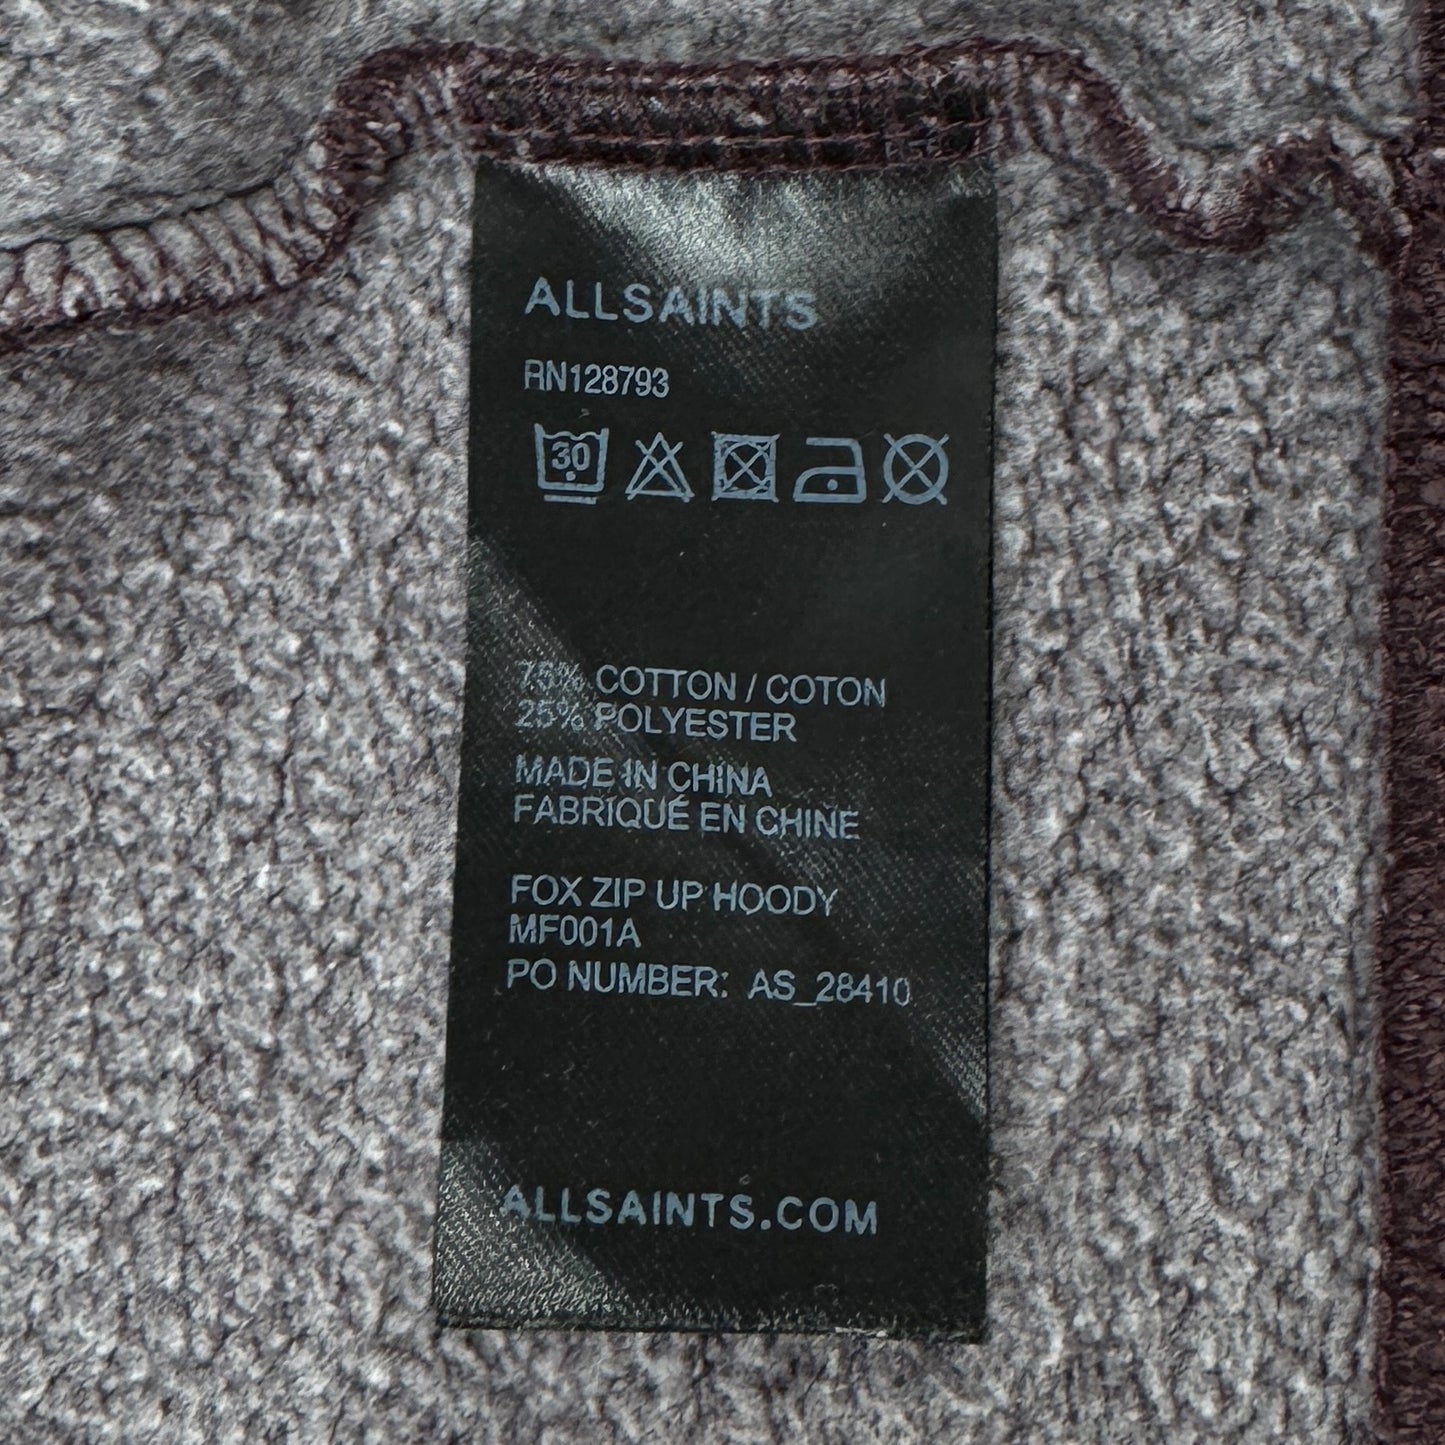 ALLSAINTS
RN128793
30
75% COTTON / COTON
25% POLYESTER
MADE IN CHINA
FABRIQUÉ EN CHINE
FOX ZIP UP HOODY
MF001A
PO NUMBER: AS_28410
ALLSAINTS.COM